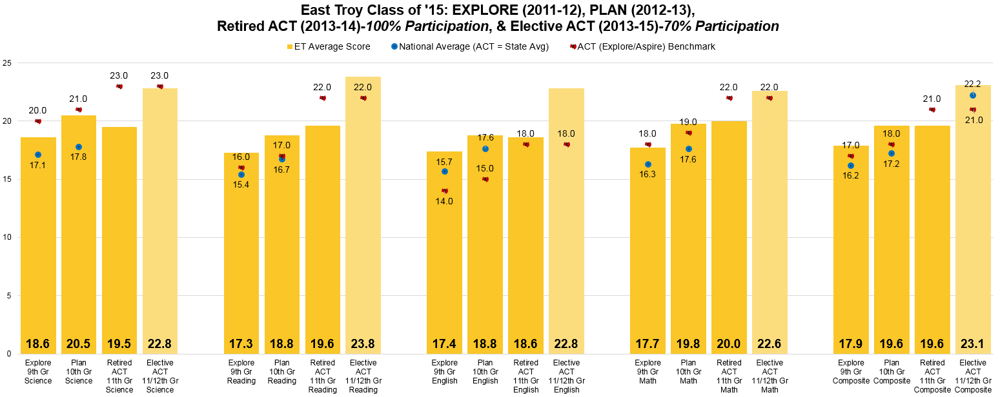 East Troy Class of '15: EXPLORE (2011-12), PLAN (2012-13),
Retired ACT (2013-14)-100% Participation, & Elective ACT (2013-15)-70% Participation
ET Average Score
National Average (ACT = State Avg)
ACT (Explore/Aspire) Benchmark
25
20
15
10
5
0
20.0
17.1
18.6
21.0
17.8
20.5
23.0
19.5
23.0
22.8
16.0
15.4
17.3
17.0
16.7
18.8
22.0
19.6
22.0
23.8
15.7
14.0
17.4
17.6
15.0
18.8
18.0
18.6
18.0
22.8
18.0
16.3
17.7
19.0
17.6
19.8
22.0
20.0
22.0
22.6
17.0
16.2
17.9
18.0
17.2
19.6
21.0
19.6
22.2
21.0
23.1
Explore
9th Gr
Science
Plan
10th Gr
Science
Retired
ACT
11th Gr
Science
Elective
ACT
11/12th Gr
Science
Explore
9th Gr
Reading
Plan
10th Gr
Reading
Retired
ACT
11th Gr
Reading
Elective
ACT
11/12th Gr
Reading
Explore
9th Gr
English
Plan
10th Gr
English
Retired
ACT
11th Gr
English
Elective
ACT
11/12th Gr
English
Explore
9th Gr
Math
Plan
10th Gr
Math
Retired
ACT
11th Gr
Math
Elective
ACT
11/12th Gr
Math
Explore
9th Gr
Composite
Plan
10th Gr
Composite
Retired
ACT
11th Gr
Composite
Elective
ACT
11/12th Gr
Composite